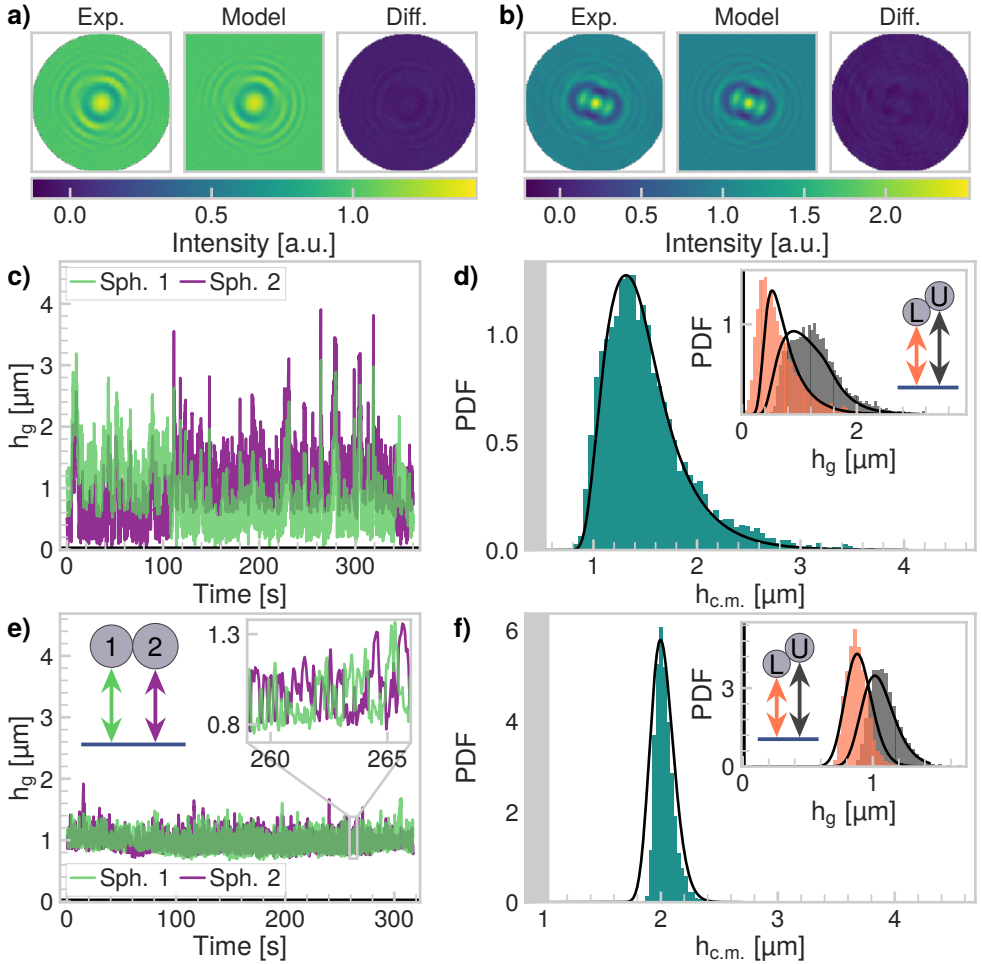 a) Exp. Model Diff.
b) Exp. Model Diff.
0.0 0.5 1.0
Intensity [a.u.]
0.0 0.5 1.0 1.5 2.0
Intensity [a.u.]
c)
Sph. 1 Sph. 2
4
3
2
1
0
h_g [µm]
0 100 200 300
Time [s]
d)
1.0
0.5
0.0
PDF
1 2 3 4
h_c.m. [µm]
PDF
1
0 2
h_g [µm]
L U
e)
1 2
1.3
0.8
260 265
4
3
2
1
0
h_g [µm]
Sph. 1 Sph. 2
0 100 200 300
Time [s]
f)
6
4
2
0
PDF
1 2 3 4
h_c.m. [µm]
PDF
3
0
0 1
h_g [µm]
L U